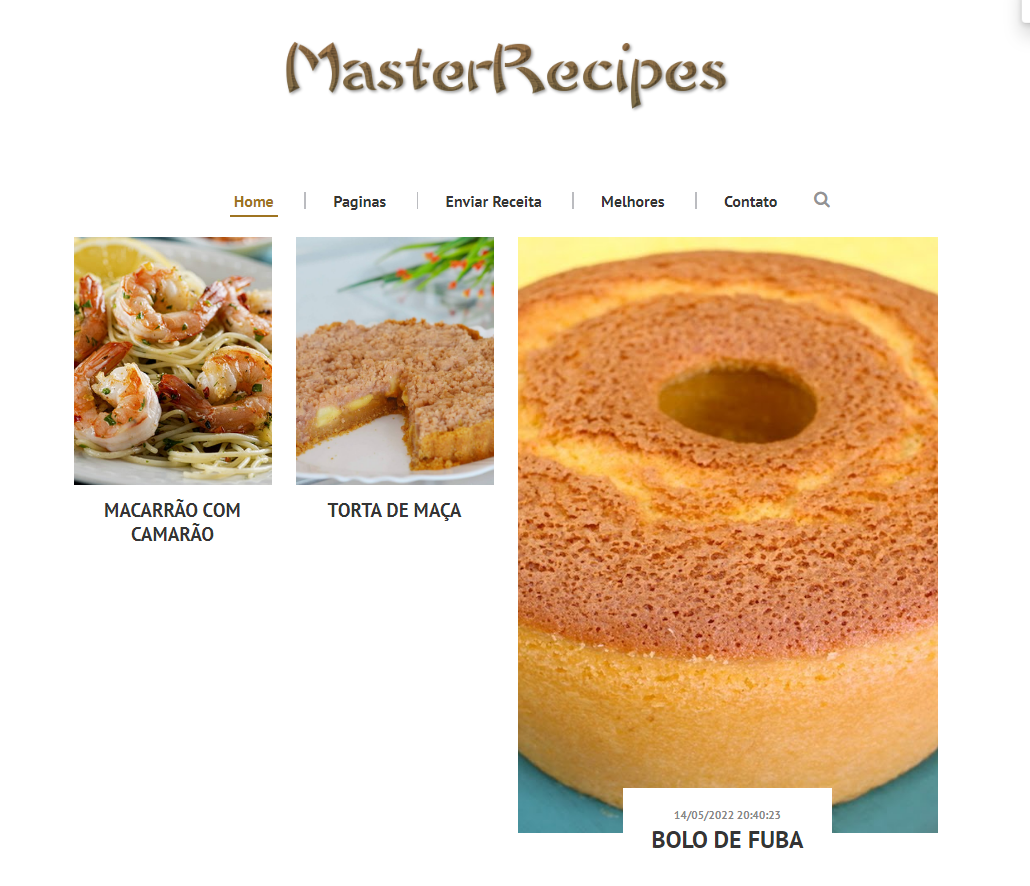 MasterRecipes
Home
Paginas
Enviar Receita
Melhores
Contato
MACARRÃO COM
CAMARÃO
TORTA DE MAÇA
14/05/2022 20:40:23
BOLO DE FUBA